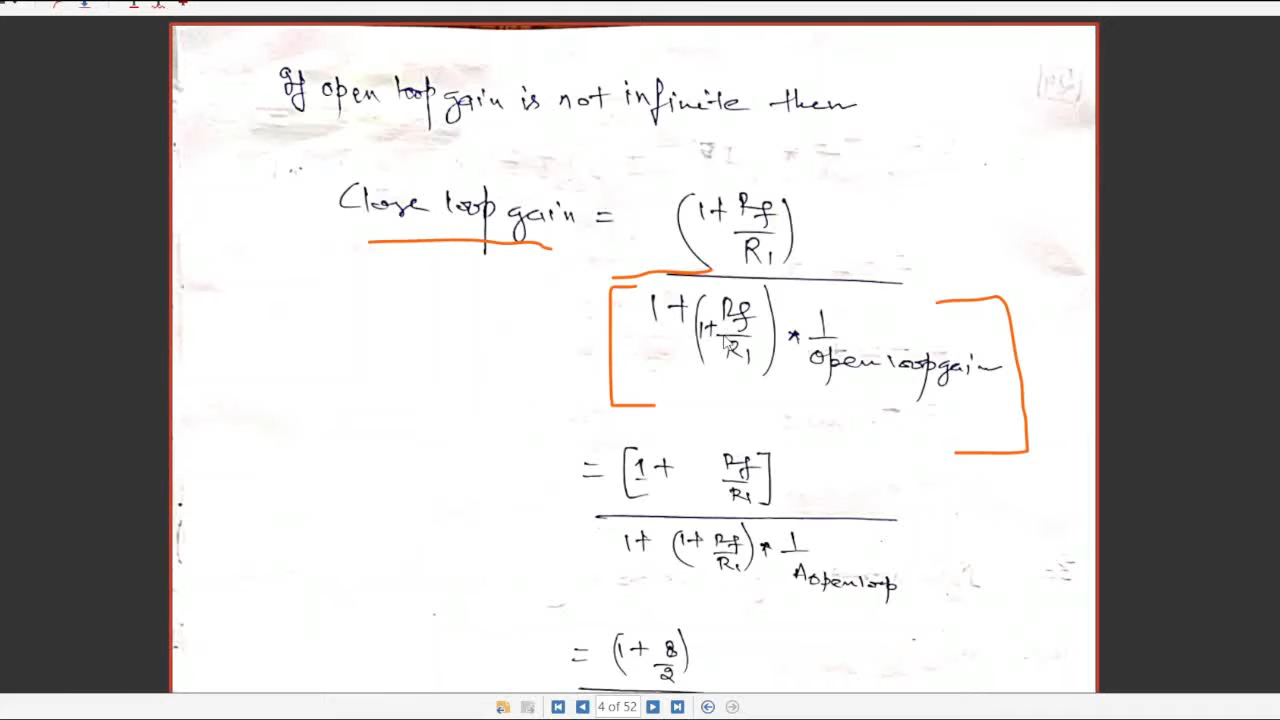 If open loop gain is not infinite then
Close loop gain = (1 + Rf/R1)
1 + (1 + Rf/R1) * 1/Open loop gain
= [1 + Rf/R1]
1 + (1 + Rf/R1) * 1/Aopenloop
= (1 + 8/2)
4 of 52